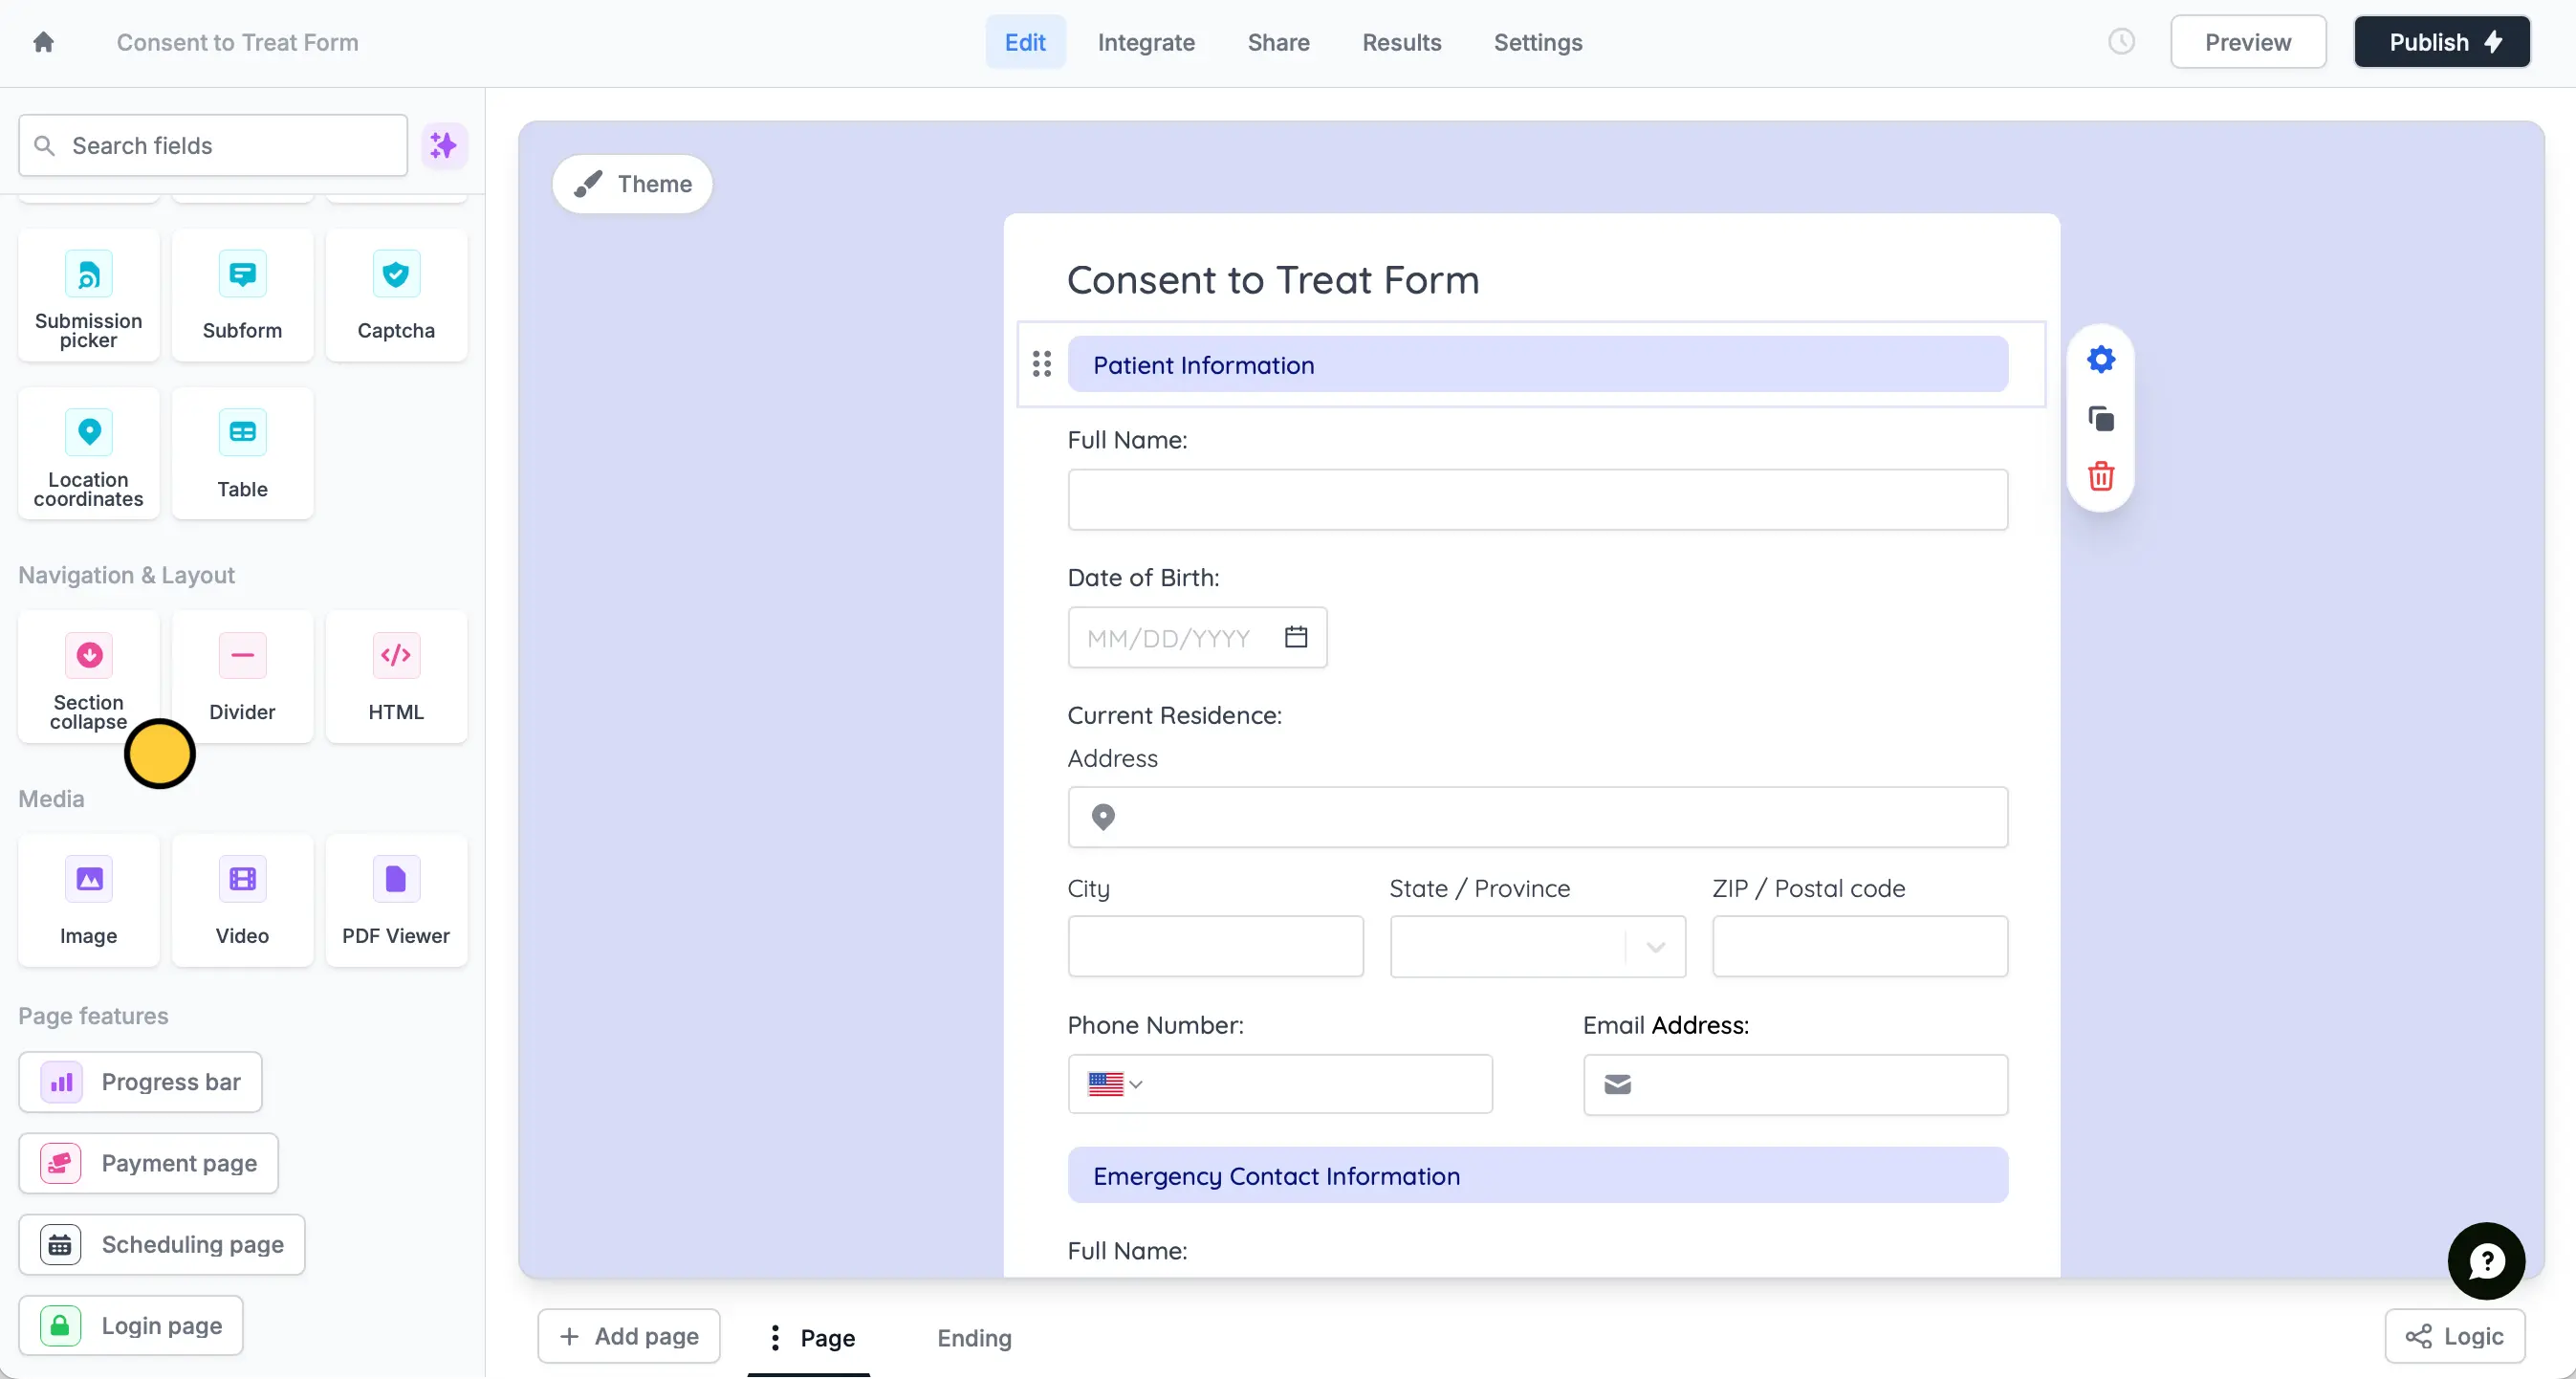 Consent to Treat Form
Edit
Integrate
Share
Results
Settings
Preview
Publish
Search fields
Theme
Submission
picker
Subform
Captcha
Location
coordinates
Table
Navigation & Layout
Section
collapse
Divider
HTML
Media
Image
Video
PDF Viewer
Page features
Progress bar
Payment page
Scheduling page
Login page
Consent to Treat Form
Patient Information
Full Name:
Date of Birth:
MM/DD/YYYY
Current Residence:
Address
City
State / Province
ZIP / Postal code
Phone Number:
Email Address:
Emergency Contact Information
Full Name:
Add page
Page
Ending
Logic